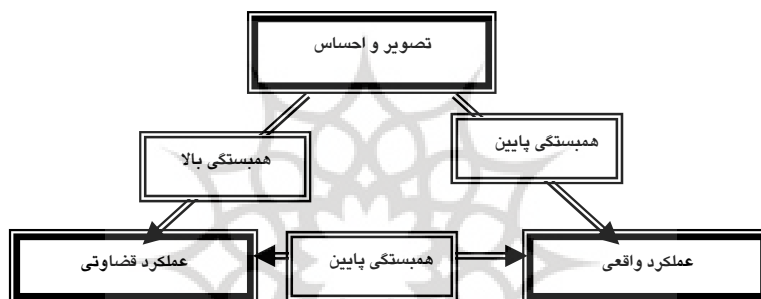 تصویر و احساس
همبستگی پایین
همبستگی بالا
عملکرد واقعی
همبستگی پایین
عملکرد قضاوتی